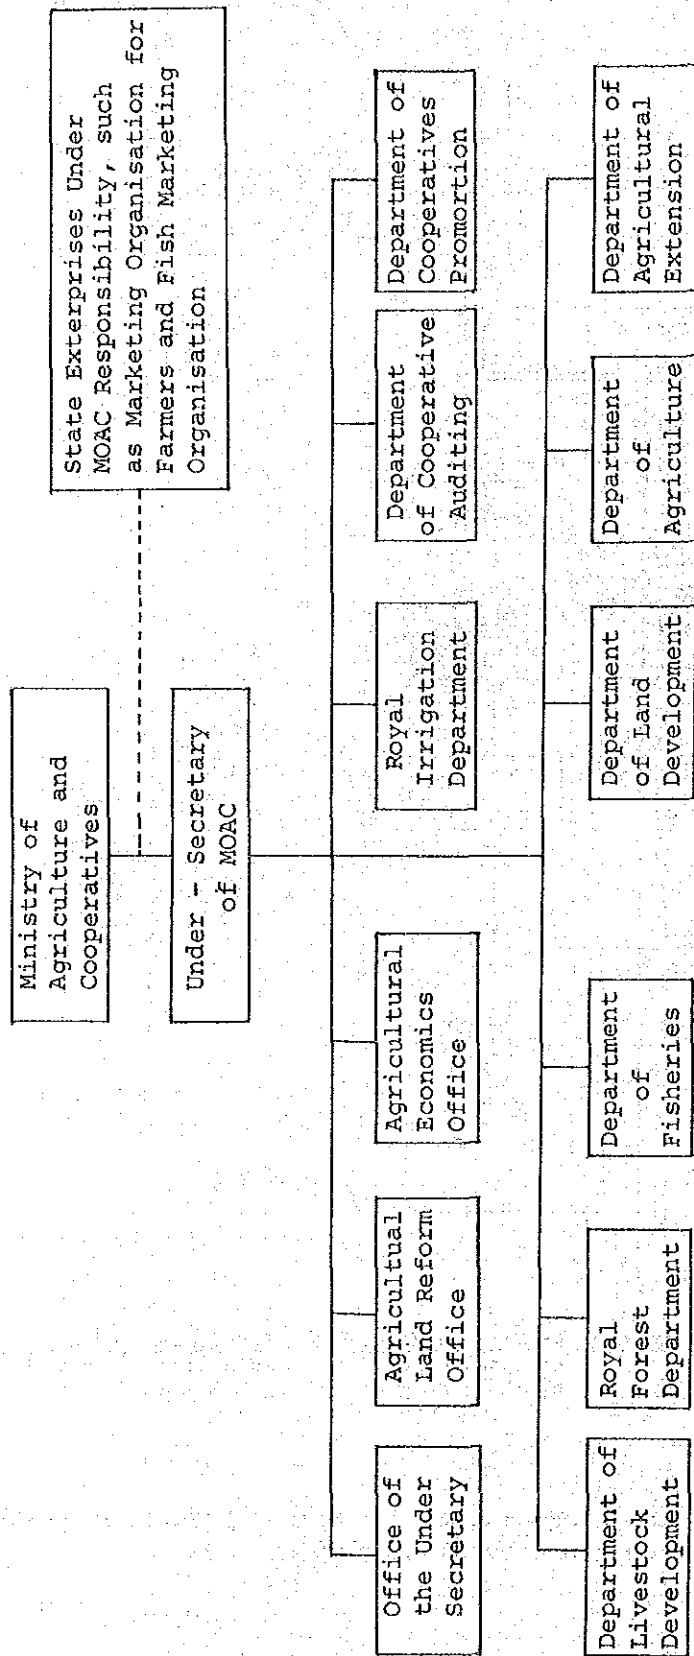 Ministry of
Agriculture and
Cooperatives
State Exterprises Under
MOAC Responsibility, such
as Marketing Organisation for
Farmers and Fish Marketing
Organisation
Under - Secretary
of MOAC
Office of
the Under
Secretary
Agricultual
Land Reform
Office
Agricultural
Economics
Office
Royal
Irrigation
Department
Department
of Cooperative
Auditing
Department of
Cooperatives
Promortion
Department of
Livestock
Development
Royal
Forest
Department
Department
of
Fisheries
Department
of Land
Development
Department
of
Agriculture
Department of
Agricultural
Extension